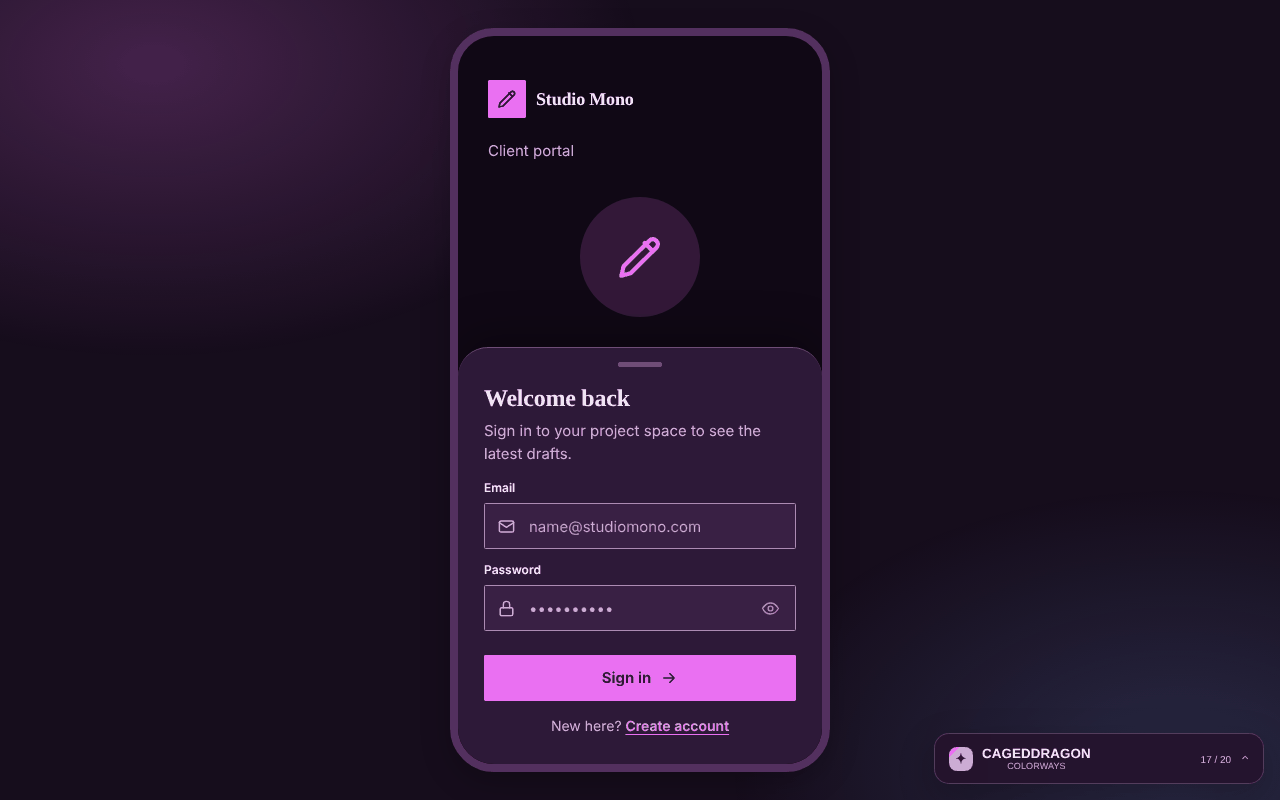 Studio Mono
Client portal
Welcome back
Sign in to your project space to see the
latest drafts.
Email
name@studiomono.com
Password
••••••••••
Sign in
New here? Create account
CAGEDDRAGON
COLORWAYS
17 / 20